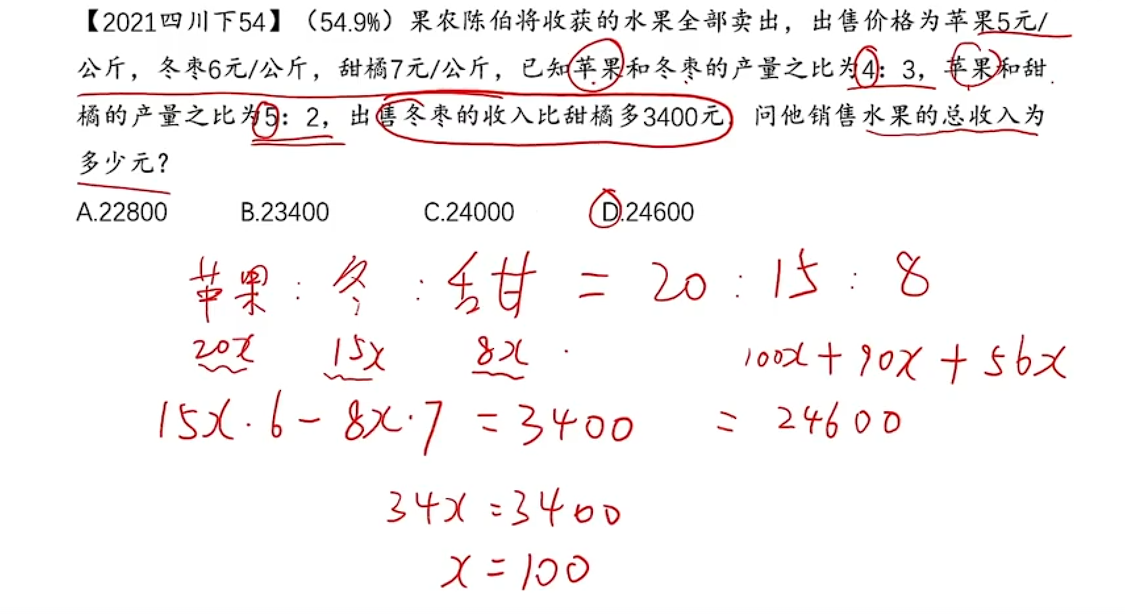 【2021四川下54】（54.9%）果农陈伯将收获的水果全部卖出，出售价格为苹果5元/
公斤，冬枣6元/公斤，甜橘7元/公斤，已知苹果和冬枣的产量之比为4：3，苹果和甜
橘的产量之比为5：2，出售冬枣的收入比甜橘多3400元，问他销售水果的总收入为
多少元？
A.22800 B.23400 C.24000 D.24600
苹果：冬：甜 = 20：15：8
20x 15x 8x
100x+90x+56x
15x·6-8x·7=3400
=24600
34x=3400
x=100